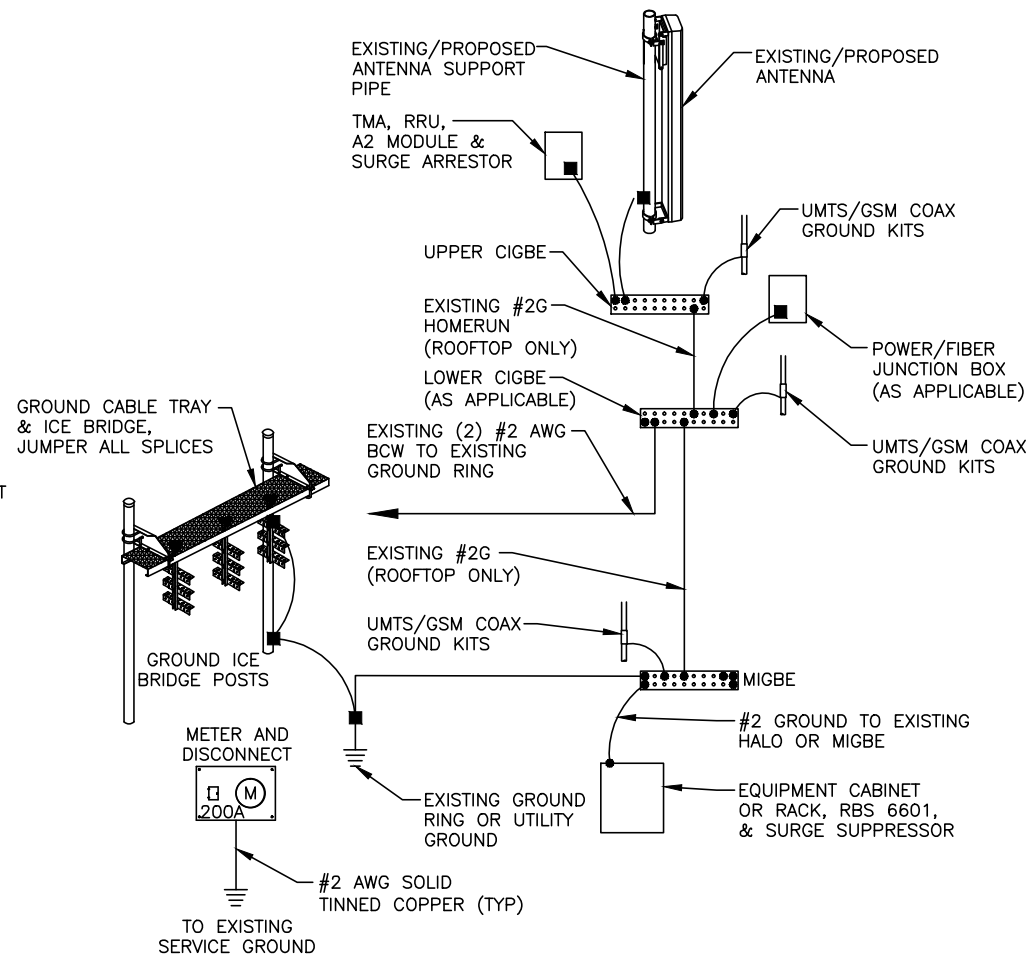 EXISTING/PROPOSED
ANTENNA SUPPORT
PIPE
EXISTING/PROPOSED
ANTENNA
TMA, RRU,
A2 MODULE &
SURGE ARRESTOR
UMTS/GSM COAX
GROUND KITS
UPPER CIGBE
EXISTING #2G
HOMERUN
(ROOFTOP ONLY)
POWER/FIBER
JUNCTION BOX
(AS APPLICABLE)
LOWER CIGBE
(AS APPLICABLE)
GROUND CABLE TRAY
& ICE BRIDGE,
JUMPER ALL SPLICES
EXISTING (2) #2 AWG
BCW TO EXISTING
GROUND RING
UMTS/GSM COAX
GROUND KITS
T
EXISTING #2G
(ROOFTOP ONLY)
UMTS/GSM COAX
GROUND KITS
GROUND ICE
BRIDGE POSTS
MIGBE
#2 GROUND TO EXISTING
HALO OR MIGBE
METER AND
DISCONNECT
M
200A
EXISTING GROUND
RING OR UTILITY
GROUND
EQUIPMENT CABINET
OR RACK, RBS 6601,
& SURGE SUPPRESSOR
#2 AWG SOLID
TINNED COPPER (TYP)
TO EXISTING
SERVICE GROUND